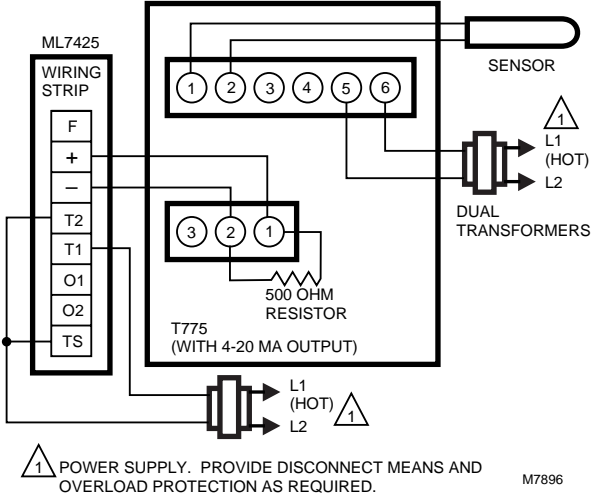 ML7425
WIRING
STRIP
F
+
–
T2
T1
O1
O2
TS
1 2 3 4 5 6
SENSOR
1
L1
(HOT)
L2
DUAL
TRANSFORMERS
3 2 1
500 OHM
RESISTOR
T775
(WITH 4-20 MA OUTPUT)
L1
(HOT)
1
L2
1 POWER SUPPLY. PROVIDE DISCONNECT MEANS AND
OVERLOAD PROTECTION AS REQUIRED.
M7896